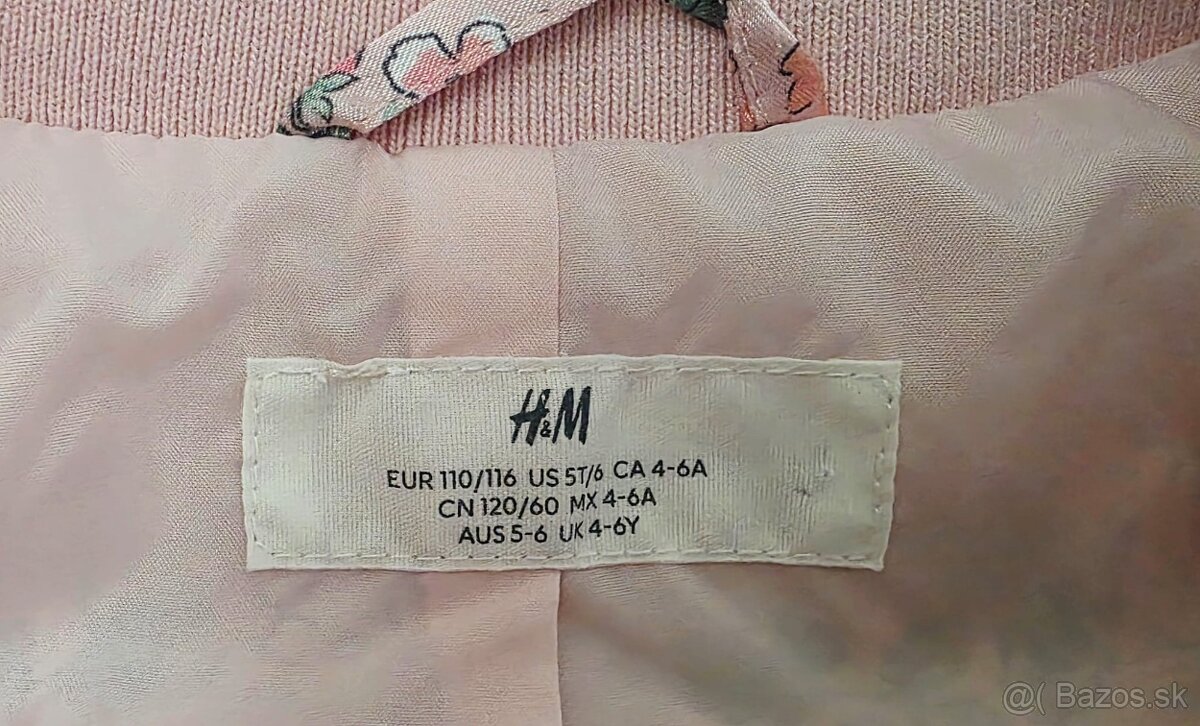 H&M
EUR 110/116 US 5T/6 CA 4-6A
CN 120/60 MX 4-6A
AUS 5-6 UK 4-6Y
@( Bazos.sk